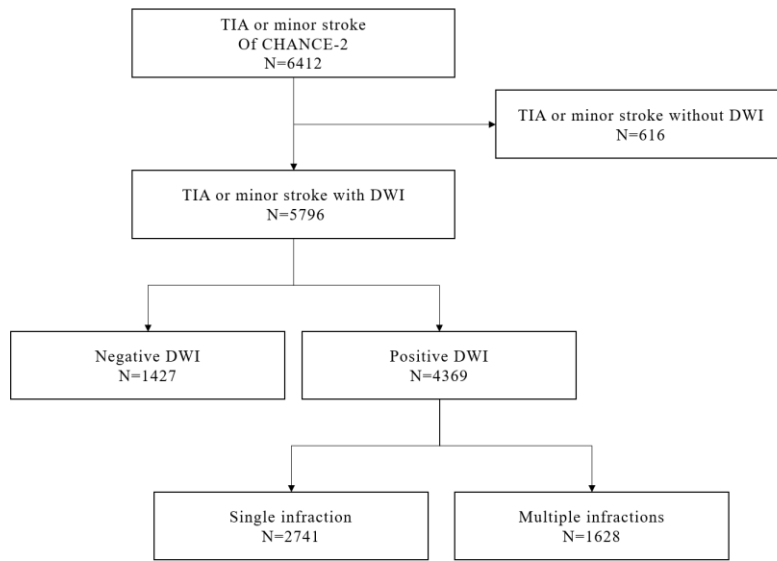 TIA or minor stroke
Of CHANCE-2
N=6412
TIA or minor stroke without DWI
N=616
TIA or minor stroke with DWI
N=5796
Negative DWI
N=1427
Positive DWI
N=4369
Single infraction
N=2741
Multiple infractions
N=1628